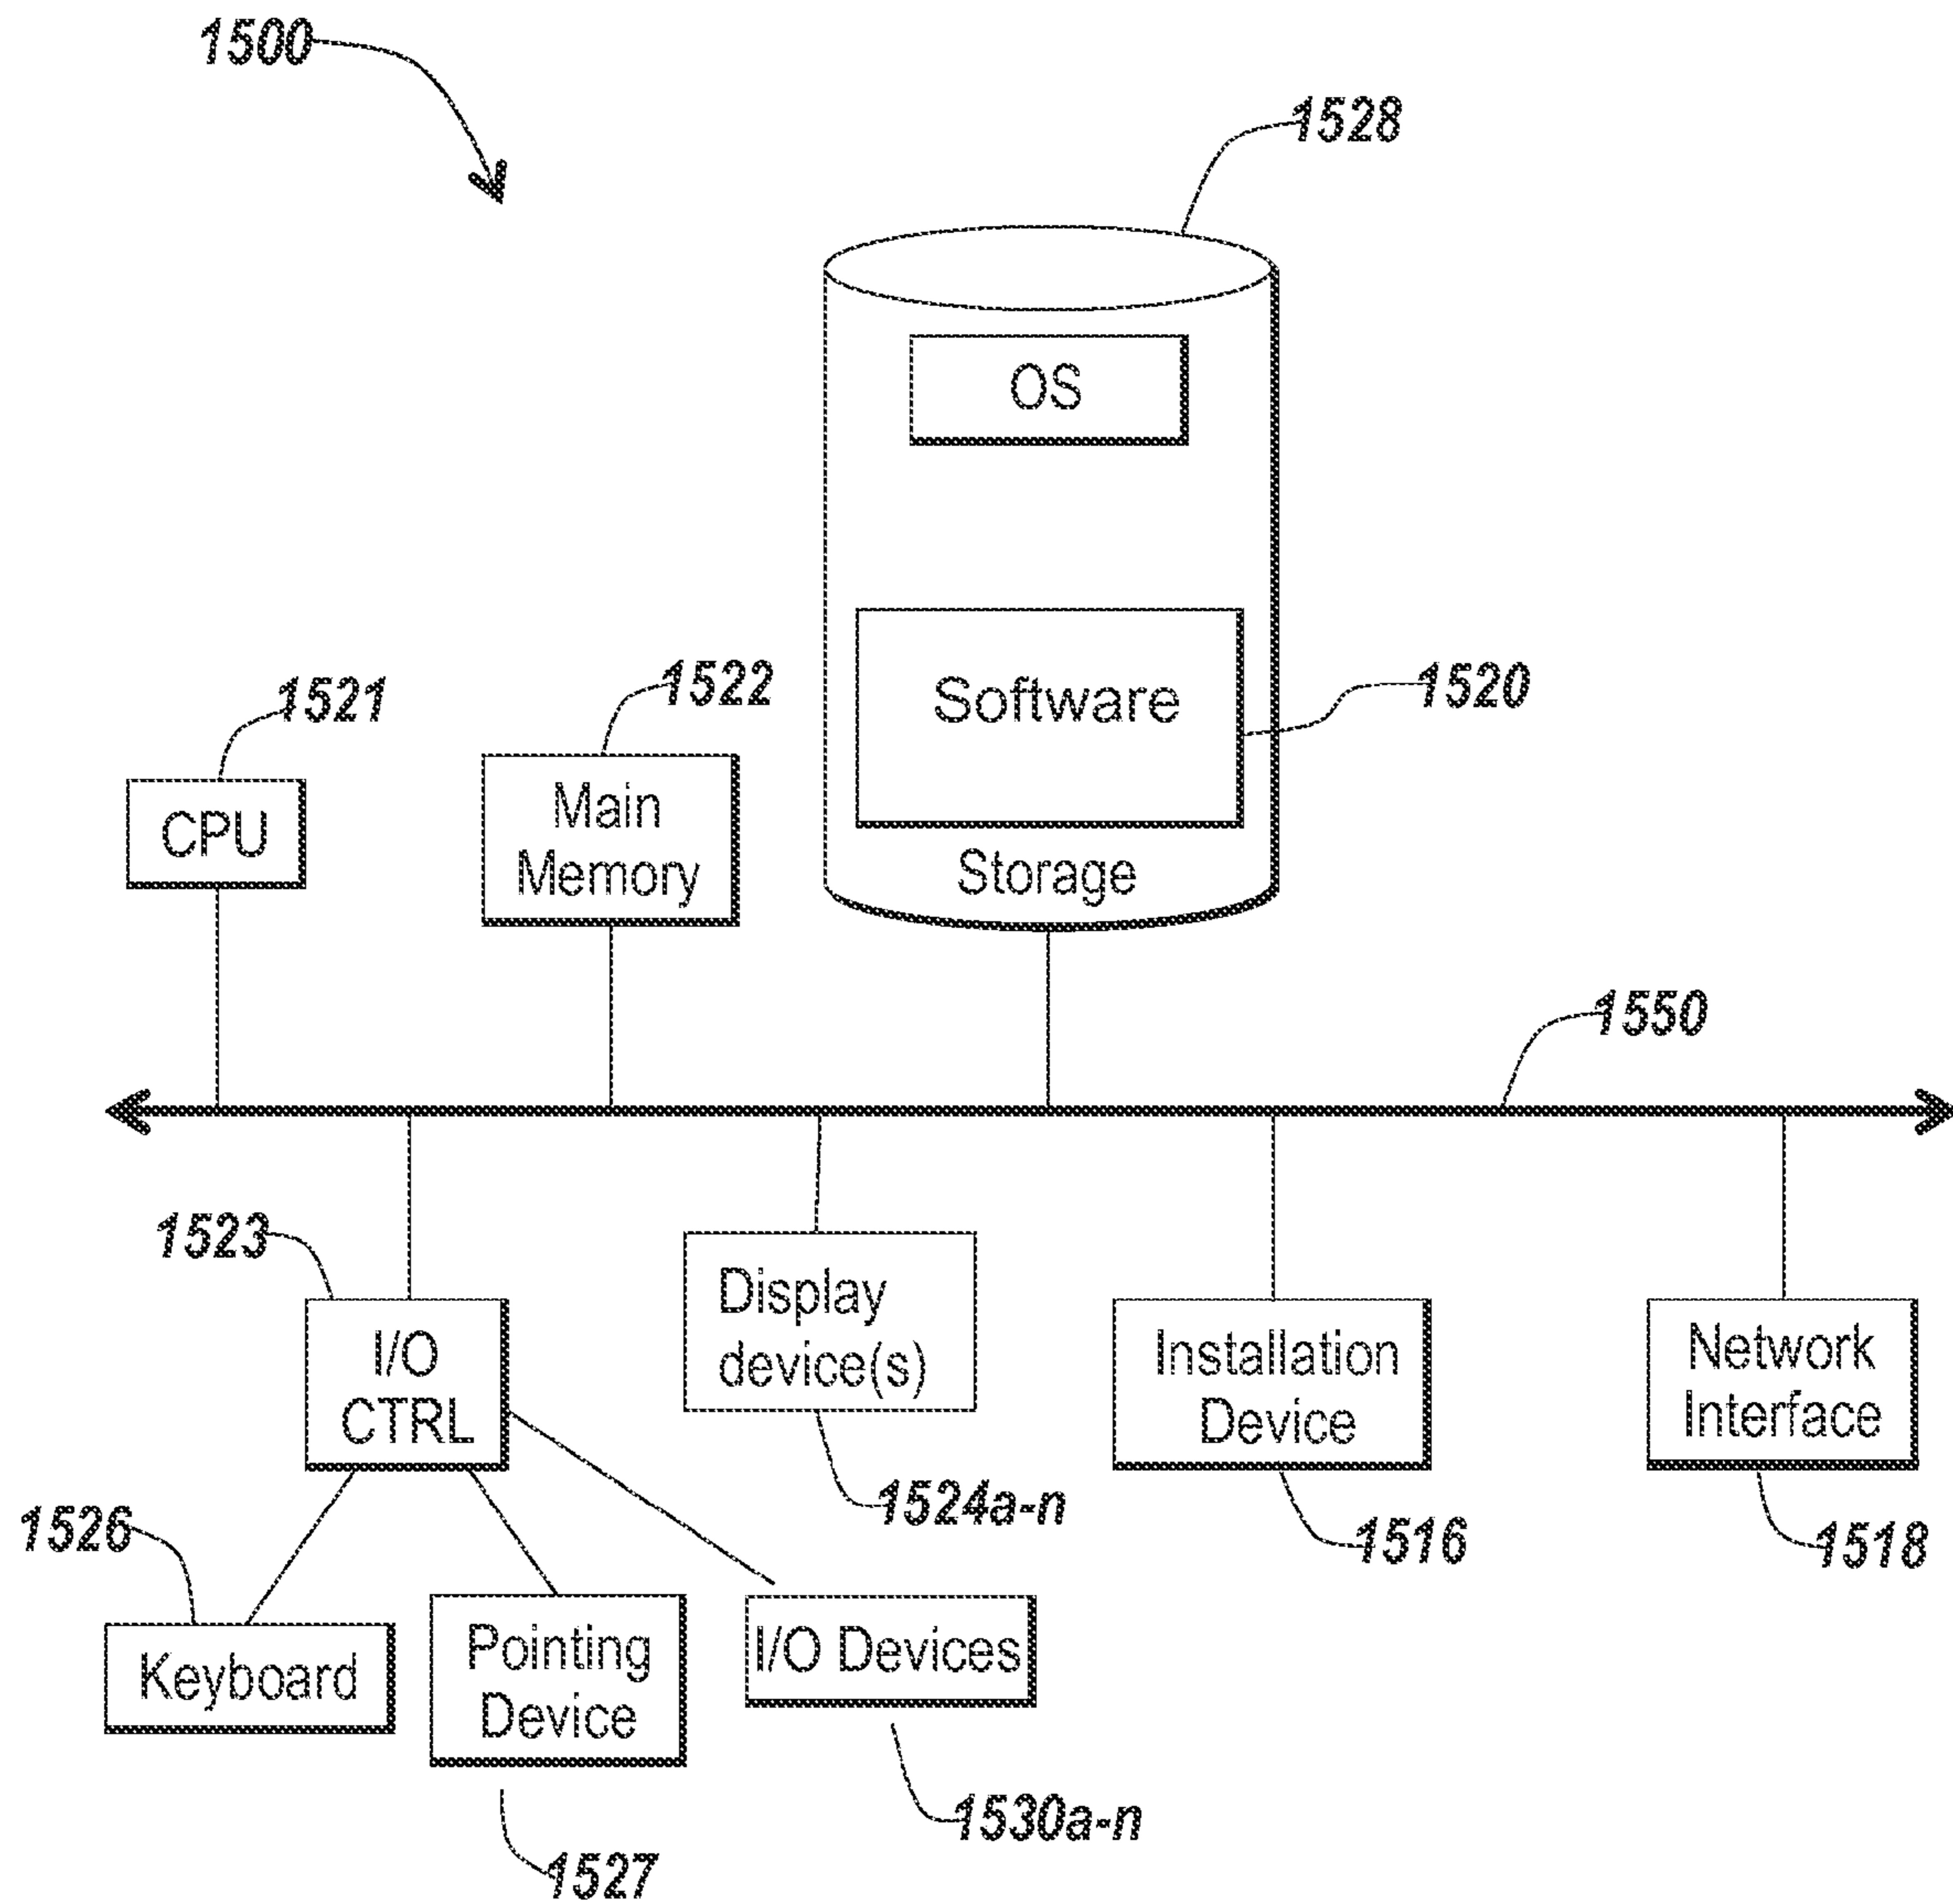 1500
1528
OS
1521
1522
Software
1520
CPU
Main
Memory
Storage
1550
1523
I/O
CTRL
Display
device(s)
Installation
Device
Network
Interface
1524a-n
1516
1518
1526
Keyboard
Pointing
Device
I/O Devices
1530a-n
1527